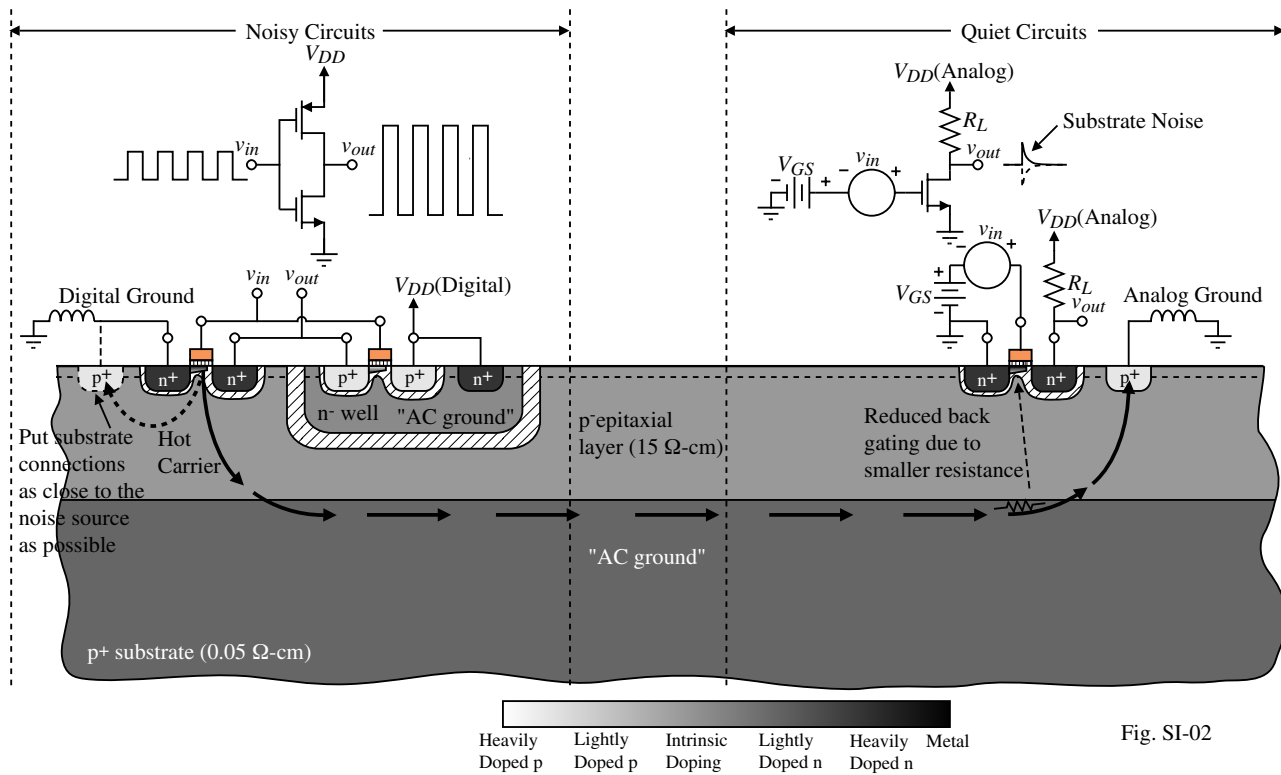 Noisy Circuits
Quiet Circuits
VDD
VDD(Analog)
RL
Substrate Noise
vin
vout
vout
VGS
vin
VDD(Analog)
vin
vin
vout
Digital Ground
VDD(Digital)
VGS
RL
vout
Analog Ground
p+
n+
n+
p+
p+
n+
n+
n+
p+
n- well
"AC ground"
p-epitaxial
layer (15 Ω-cm)
Reduced back
gating due to
smaller resistance
Put substrate
connections
as close to the
noise source
as possible
Hot
Carrier
"AC ground"
p+ substrate (0.05 Ω-cm)
Heavily
Doped p
Lightly
Doped p
Intrinsic
Doping
Lightly
Doped n
Heavily
Doped n
Metal
Fig. SI-02